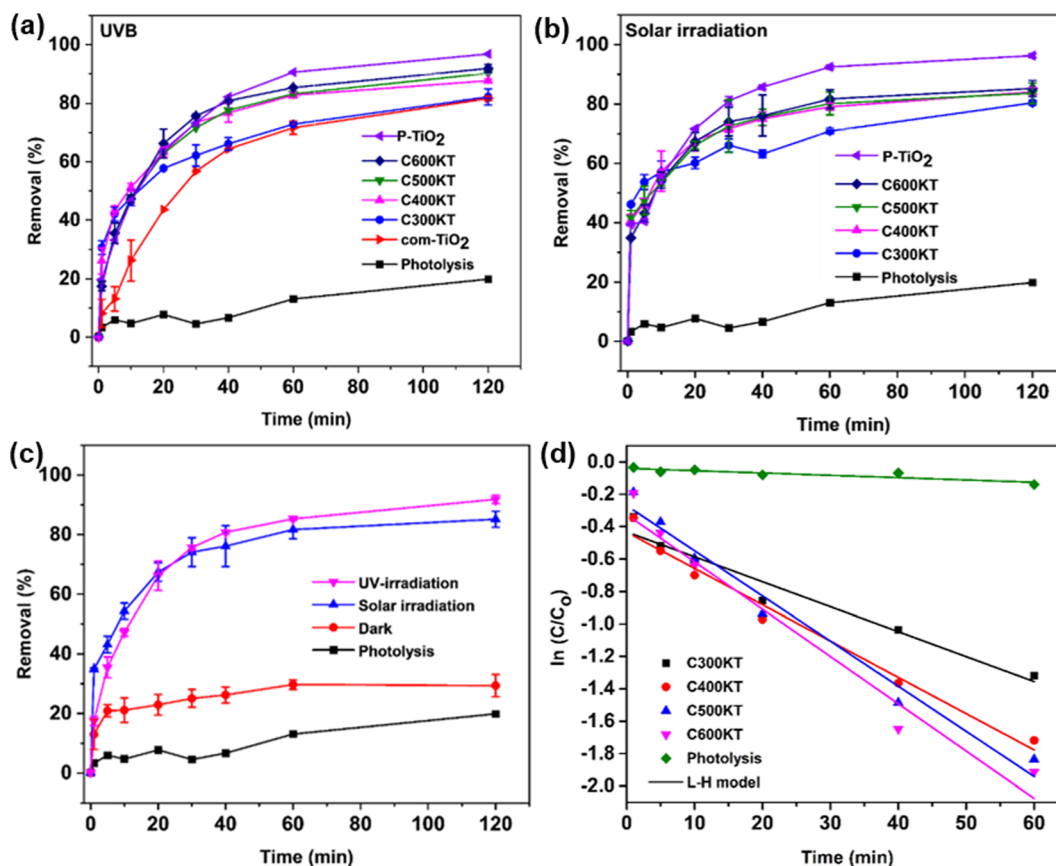 (a)
UVB
100
80
60
40
20
0
Removal (%)
P-TiO2
C600KT
C500KT
C400KT
C300KT
com-TiO2
Photolysis
0 20 40 60 80 100 120
Time (min)
(b)
Solar irradiation
100
80
60
40
20
0
Removal (%)
P-TiO2
C600KT
C500KT
C400KT
C300KT
Photolysis
0 20 40 60 80 100 120
Time (min)
(c)
100
80
60
40
20
0
Removal (%)
UV-irradiation
Solar irradiation
Dark
Photolysis
0 20 40 60 80 100 120
Time (min)
(d)
0.0
-0.2
-0.4
-0.6
-0.8
-1.0
-1.2
-1.4
-1.6
-1.8
-2.0
ln (C/Co)
C300KT
C400KT
C500KT
C600KT
Photolysis
L-H model
0 10 20 30 40 50 60
Time (min)